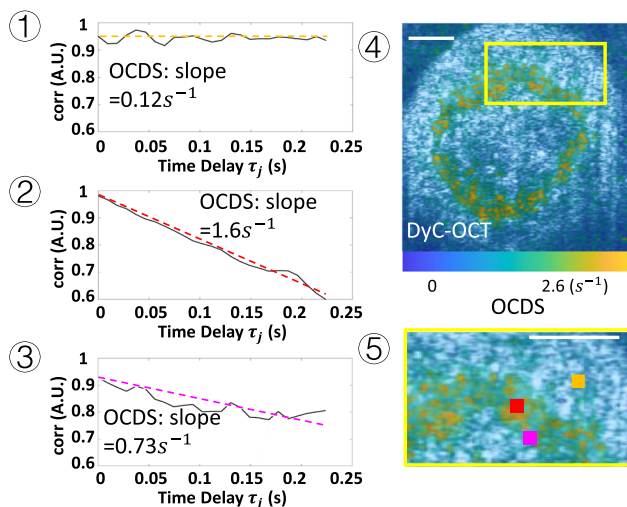 ①
corr (A.U.)
1
0.9
0.8
0.7
0.6
OCDS: slope
=0.12s⁻¹
0 0.05 0.1 0.15 0.2 0.25
Time Delay τⱼ (s)
②
corr (A.U.)
1
0.9
0.8
0.7
0.6
OCDS: slope
=1.6s⁻¹
0 0.05 0.1 0.15 0.2 0.25
Time Delay τⱼ (s)
③
corr (A.U.)
1
0.9
0.8
0.7
0.6
OCDS: slope
=0.73s⁻¹
0 0.05 0.1 0.15 0.2 0.25
Time Delay τⱼ (s)
④
DyC-OCT
0 2.6 (s⁻¹)
OCDS
⑤